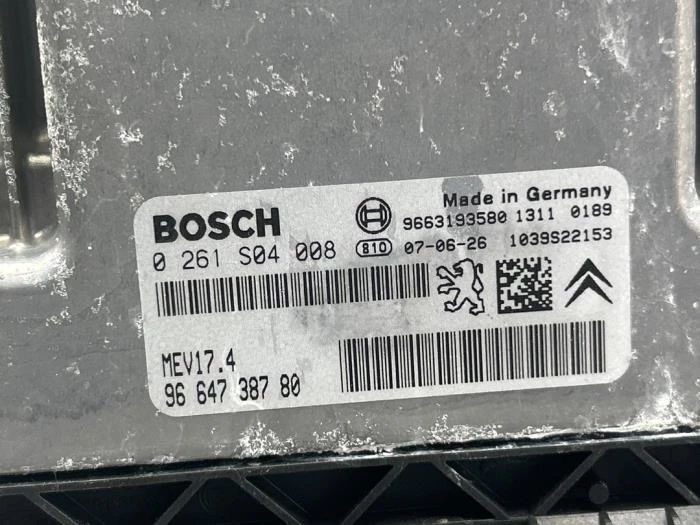 BOSCH
Made in Germany
9663193580 1311 0189
0 261 S04 008 810 07-06-26 1039S22153
MEV17.4
96 647 387 80